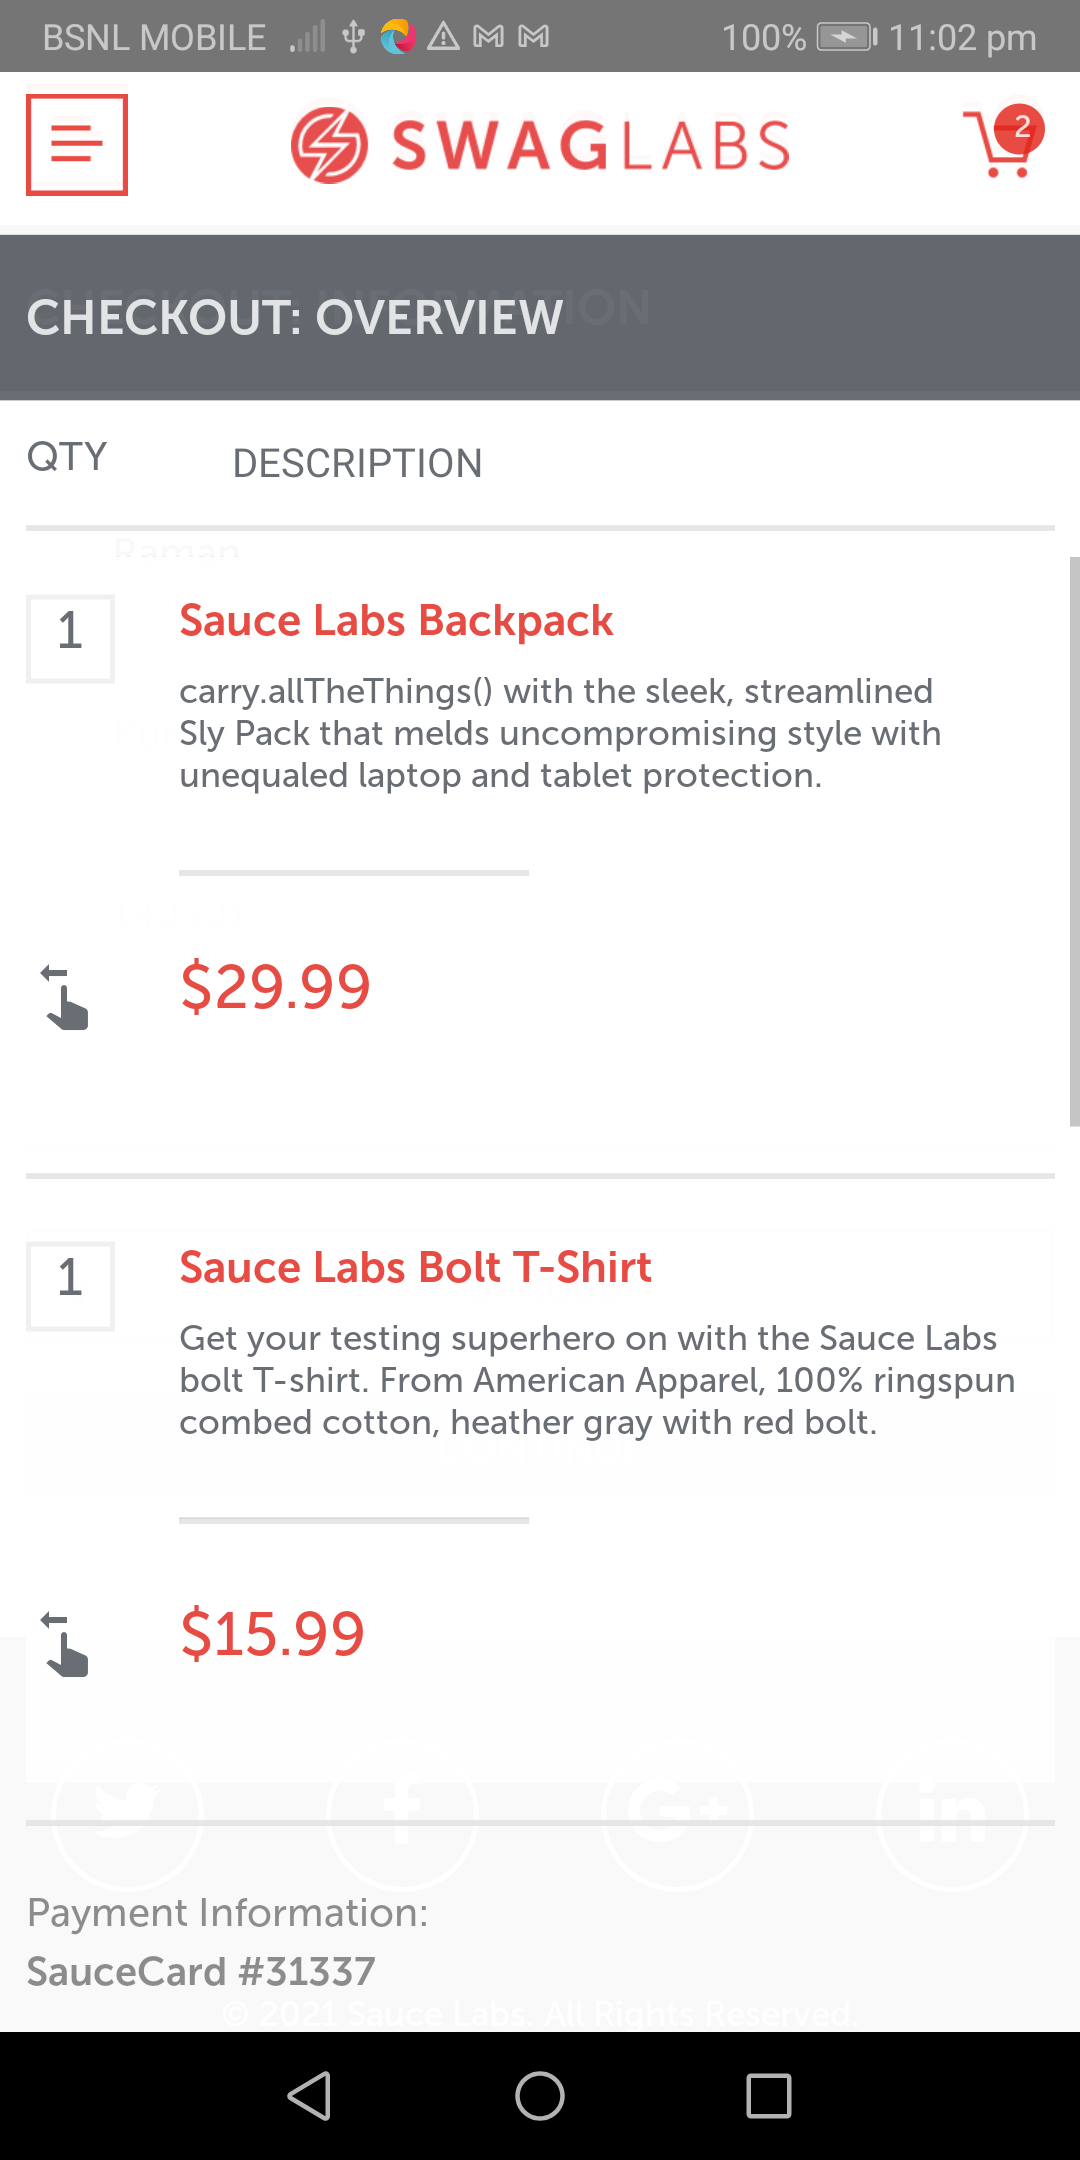 BSNL MOBILE 100% 11:02 pm
SWAGLABS 2
CHECKOUT: OVERVIEW
QTY DESCRIPTION
Raman
1 Sauce Labs Backpack
carry.allTheThings() with the sleek, streamlined
Sly Pack that melds uncompromising style with
unequaled laptop and tablet protection.
$29.99
1 Sauce Labs Bolt T-Shirt
Get your testing superhero on with the Sauce Labs
bolt T-shirt. From American Apparel, 100% ringspun
combed cotton, heather gray with red bolt.
$15.99
Payment Information:
SauceCard #31337
© 2021 Sauce Labs. All Rights Reserved.